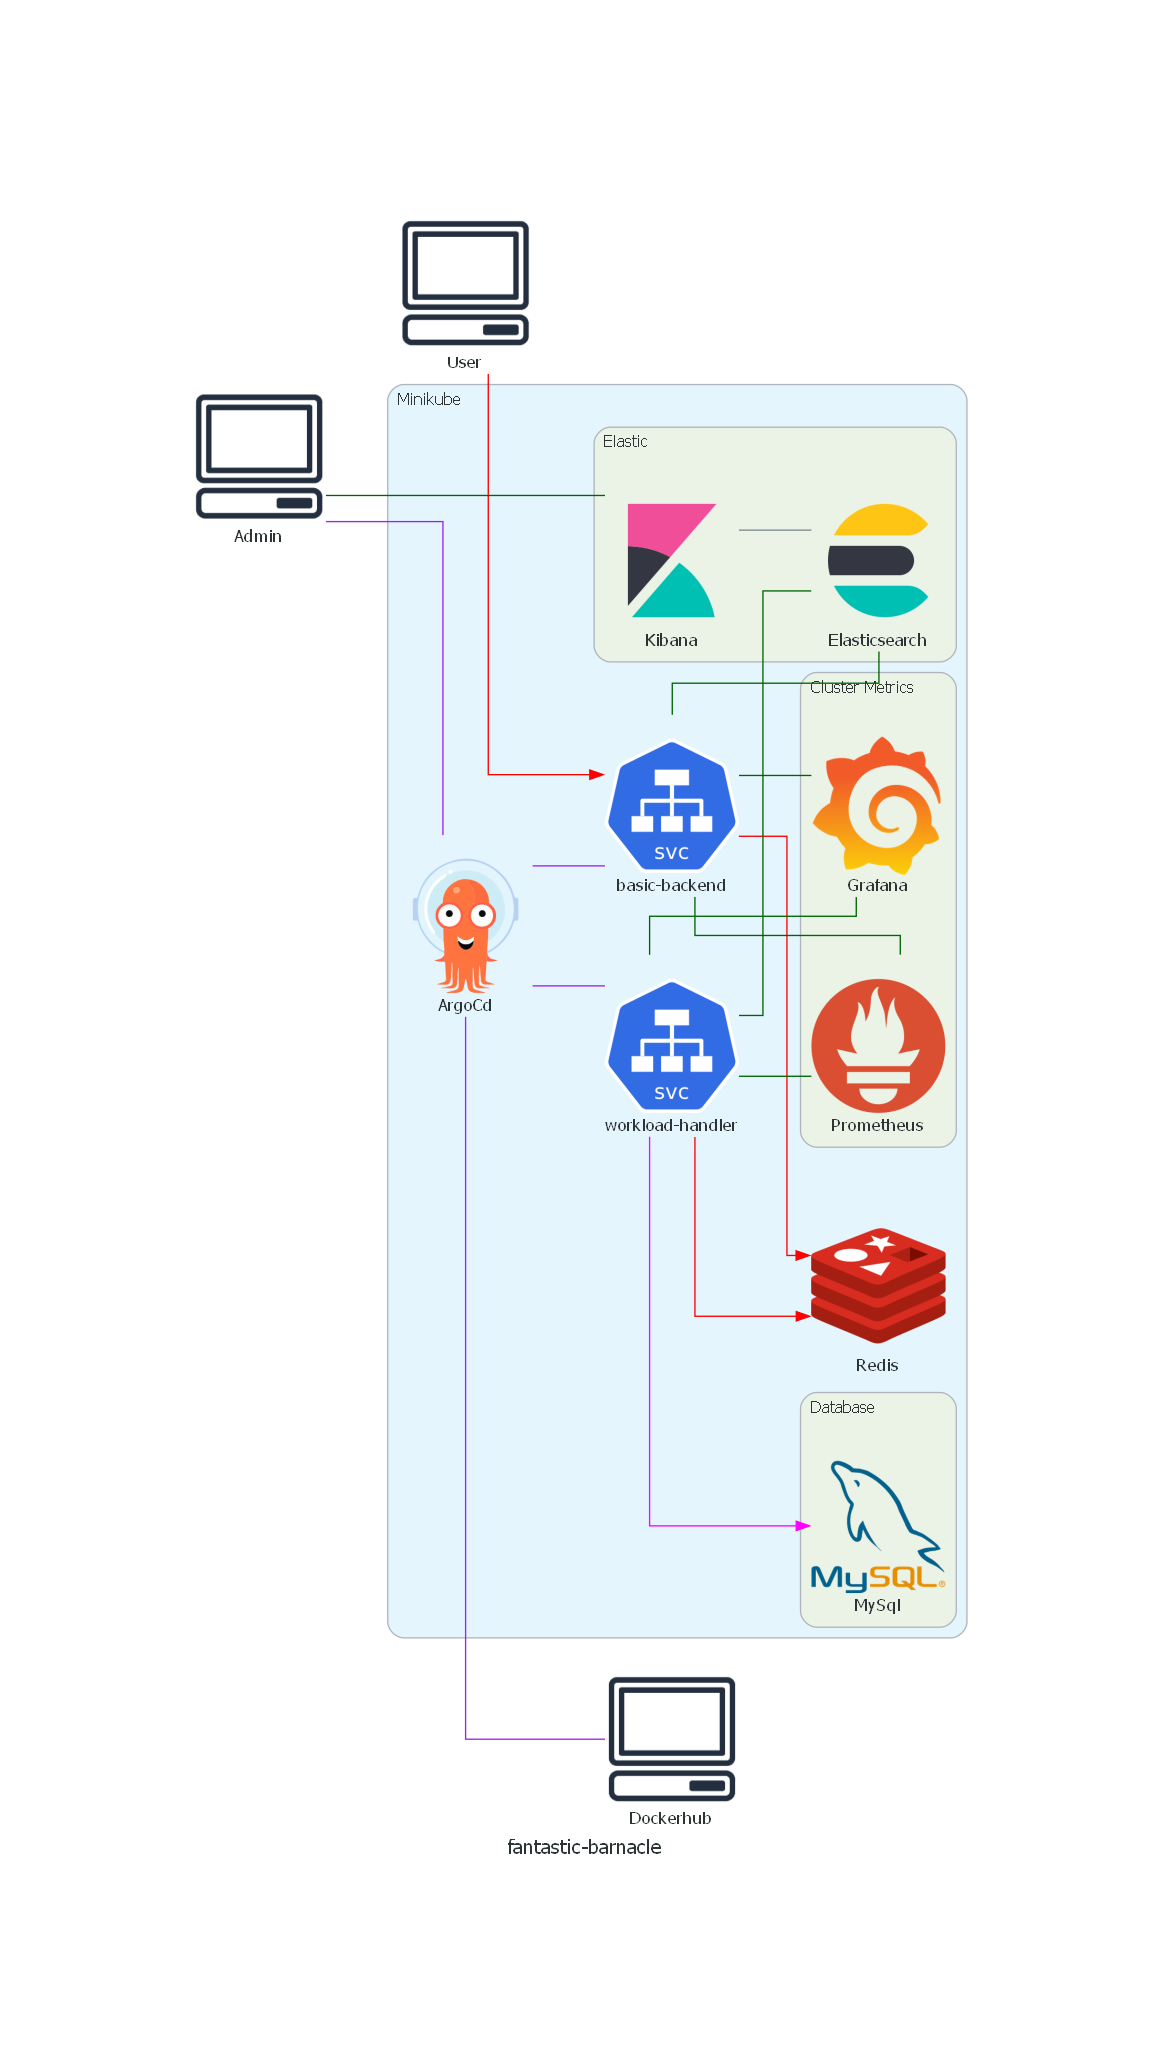 User
Minikube
Admin
Elastic
Kibana
Elasticsearch
Cluster Metrics
svc
basic-backend
Grafana
ArgoCd
svc
workload-handler
Prometheus
Redis
Database
MySQL®
MySql
Dockerhub
fantastic-barnacle